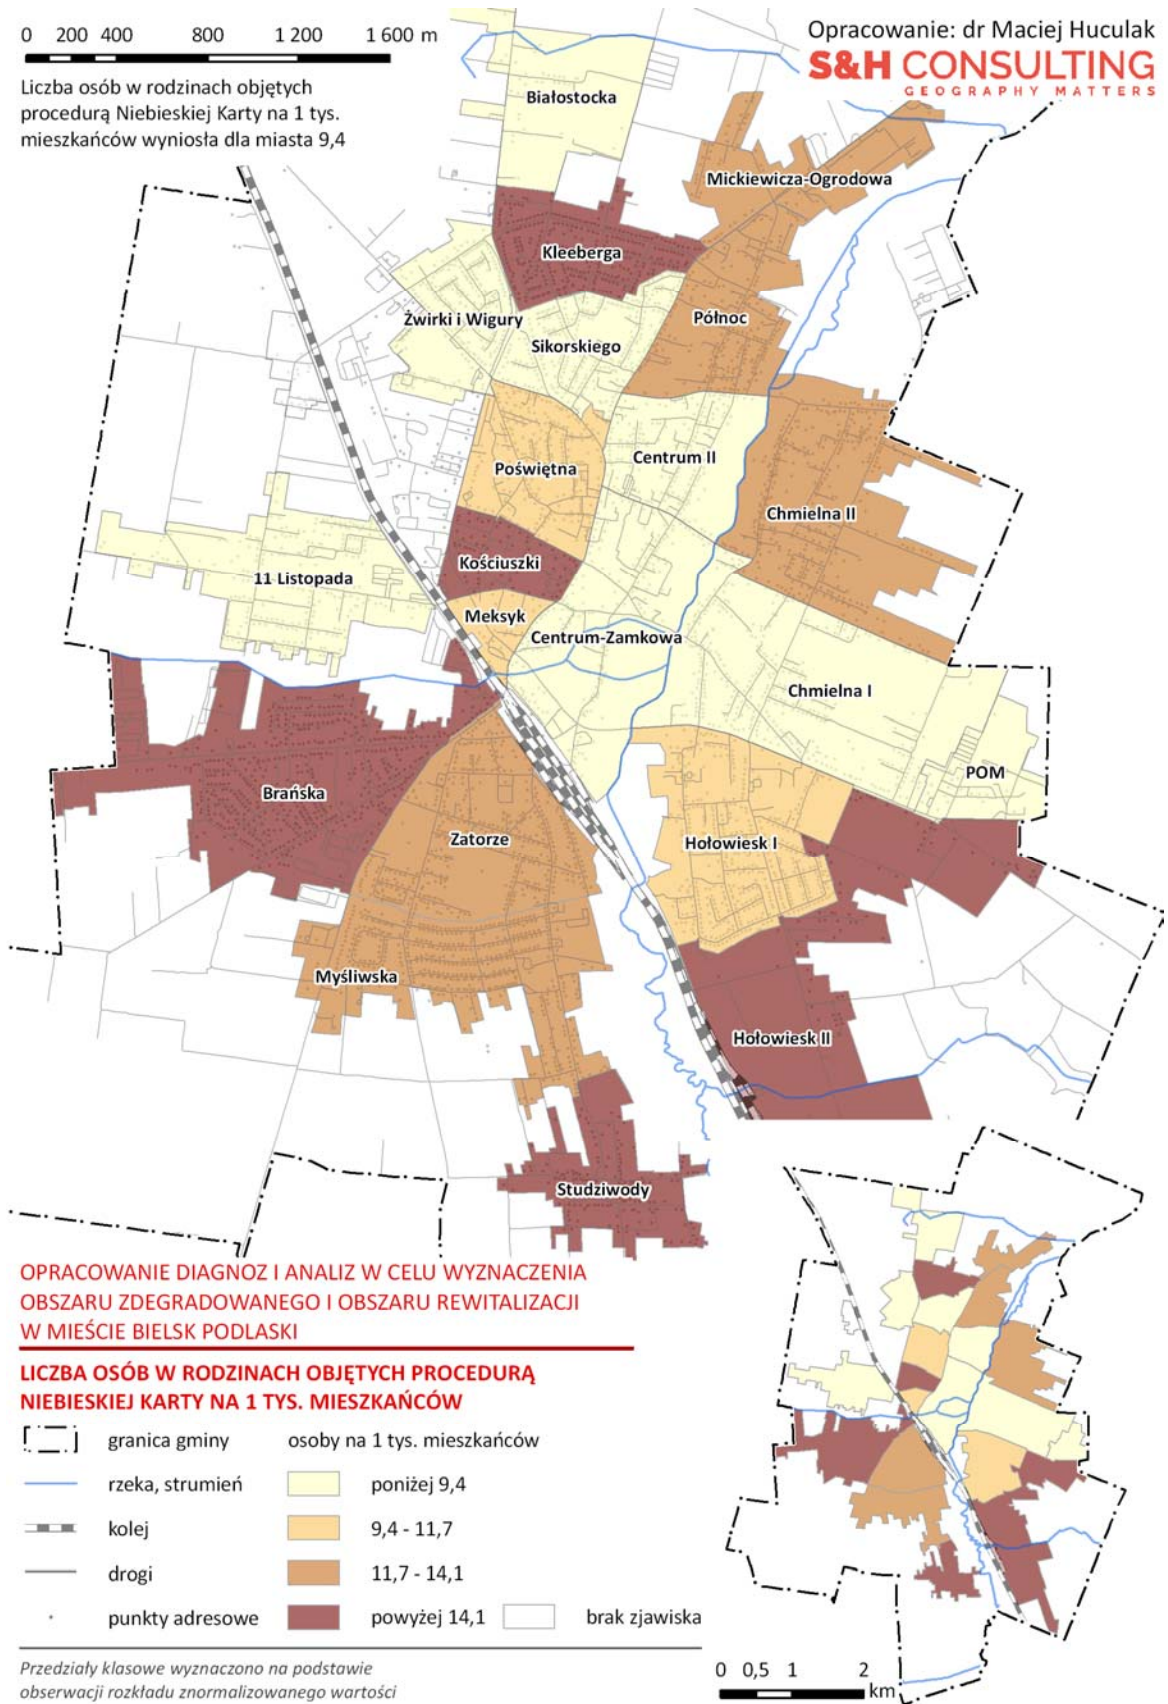 0 200 400 800 1 200 1 600 m
Liczba osób w rodzinach objętych
procedurą Niebieskiej Karty na 1 tys.
mieszkańców wyniosła dla miasta 9,4
Opracowanie: dr Maciej Huculak
S&H CONSULTING
GEOGRAPHY MATTERS
Białostocka
Mickiewicza-Ogrodowa
Kleeberga
Żwirki i Wigury
Północ
Sikorskiego
Poświętna
Centrum II
Chmielna II
Kościuszki
11 Listopada
Meksyk
Centrum-Zamkowa
Chmielna I
POM
Brańska
Zatorze
Hołowiesk I
Myśliwska
Hołowiesk II
Studziwody
OPRACOWANIE DIAGNOZ I ANALIZ W CELU WYZNACZENIA
OBSZARU ZDEGRADOWANEGO I OBSZARU REWITALIZACJI
W MIEŚCIE BIELSK PODLASKI
LICZBA OSÓB W RODZINACH OBJĘTYCH PROCEDURĄ
NIEBIESKIEJ KARTY NA 1 TYS. MIESZKAŃCÓW
granica gminy osoby na 1 tys. mieszkańców
rzeka, strumień poniżej 9,4
kolej 9,4 - 11,7
drogi 11,7 - 14,1
punkty adresowe powyżej 14,1 brak zjawiska
Przedziały klasowe wyznaczono na podstawie
obserwacji rozkładu znormalizowanego wartości
0 0,5 1 2
km